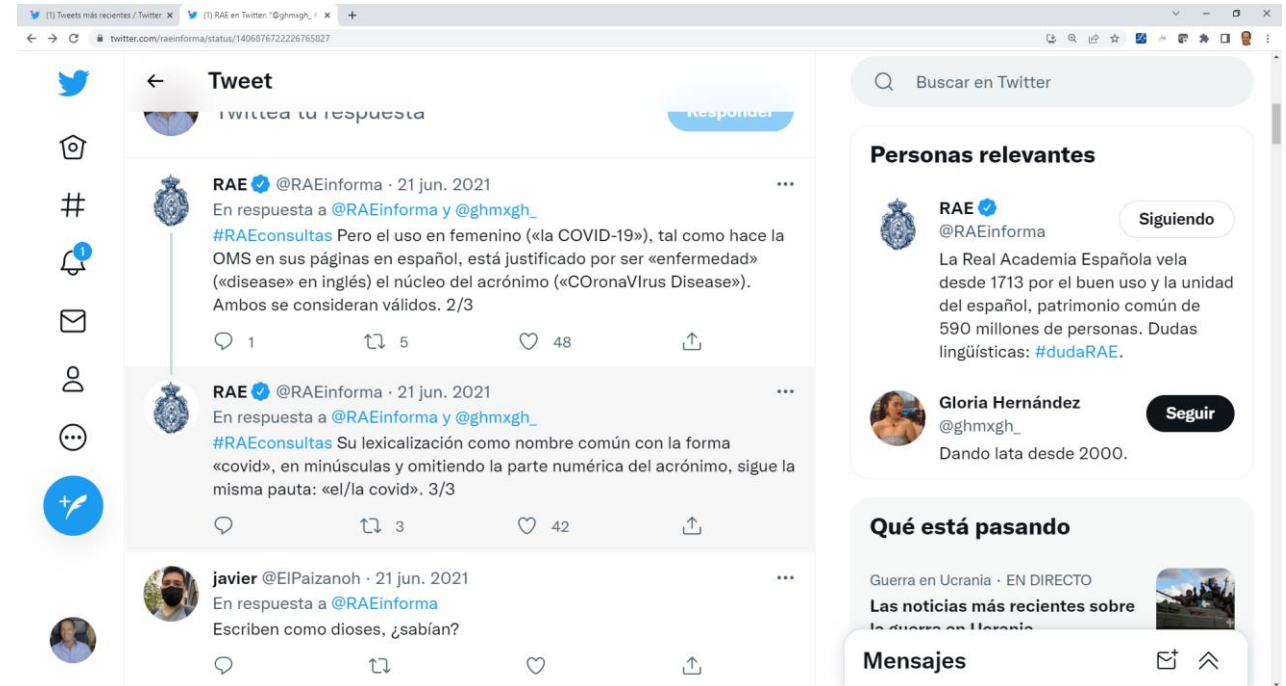 (1) Tweets más recientes / Twitter
(1) RAE en Twitter: "@ghmxgh_
twitter.com/raeinforma/status/1406876722226765827
Tweet
Twittea tu respuesta
Responder
RAE @RAEinforma · 21 jun. 2021
En respuesta a @RAEinforma y @ghmxgh_
#RAEconsultas Pero el uso en femenino («la COVID-19»), tal como hace la
OMS en sus páginas en español, está justificado por ser «enfermedad»
(«disease» en inglés) el núcleo del acrónimo («COronaVIrus Disease»).
Ambos se consideran válidos. 2/3
1 5 48
RAE @RAEinforma · 21 jun. 2021
En respuesta a @RAEinforma y @ghmxgh_
#RAEconsultas Su lexicalización como nombre común con la forma
«covid», en minúsculas y omitiendo la parte numérica del acrónimo, sigue la
misma pauta: «el/la covid». 3/3
3 42
javier @ElPaizanoh · 21 jun. 2021
En respuesta a @RAEinforma
Escriben como dioses, ¿sabían?
1
Buscar en Twitter
Personas relevantes
RAE
@RAEinforma
Siguiendo
La Real Academia Española vela
desde 1713 por el buen uso y la unidad
del español, patrimonio común de
590 millones de personas. Dudas
lingüísticas: #dudaRAE.
Gloria Hernández
@ghmxgh_
Seguir
Dando lata desde 2000.
Qué está pasando
Guerra en Ucrania · EN DIRECTO
Las noticias más recientes sobre
la guerra en Ucrania
Mensajes